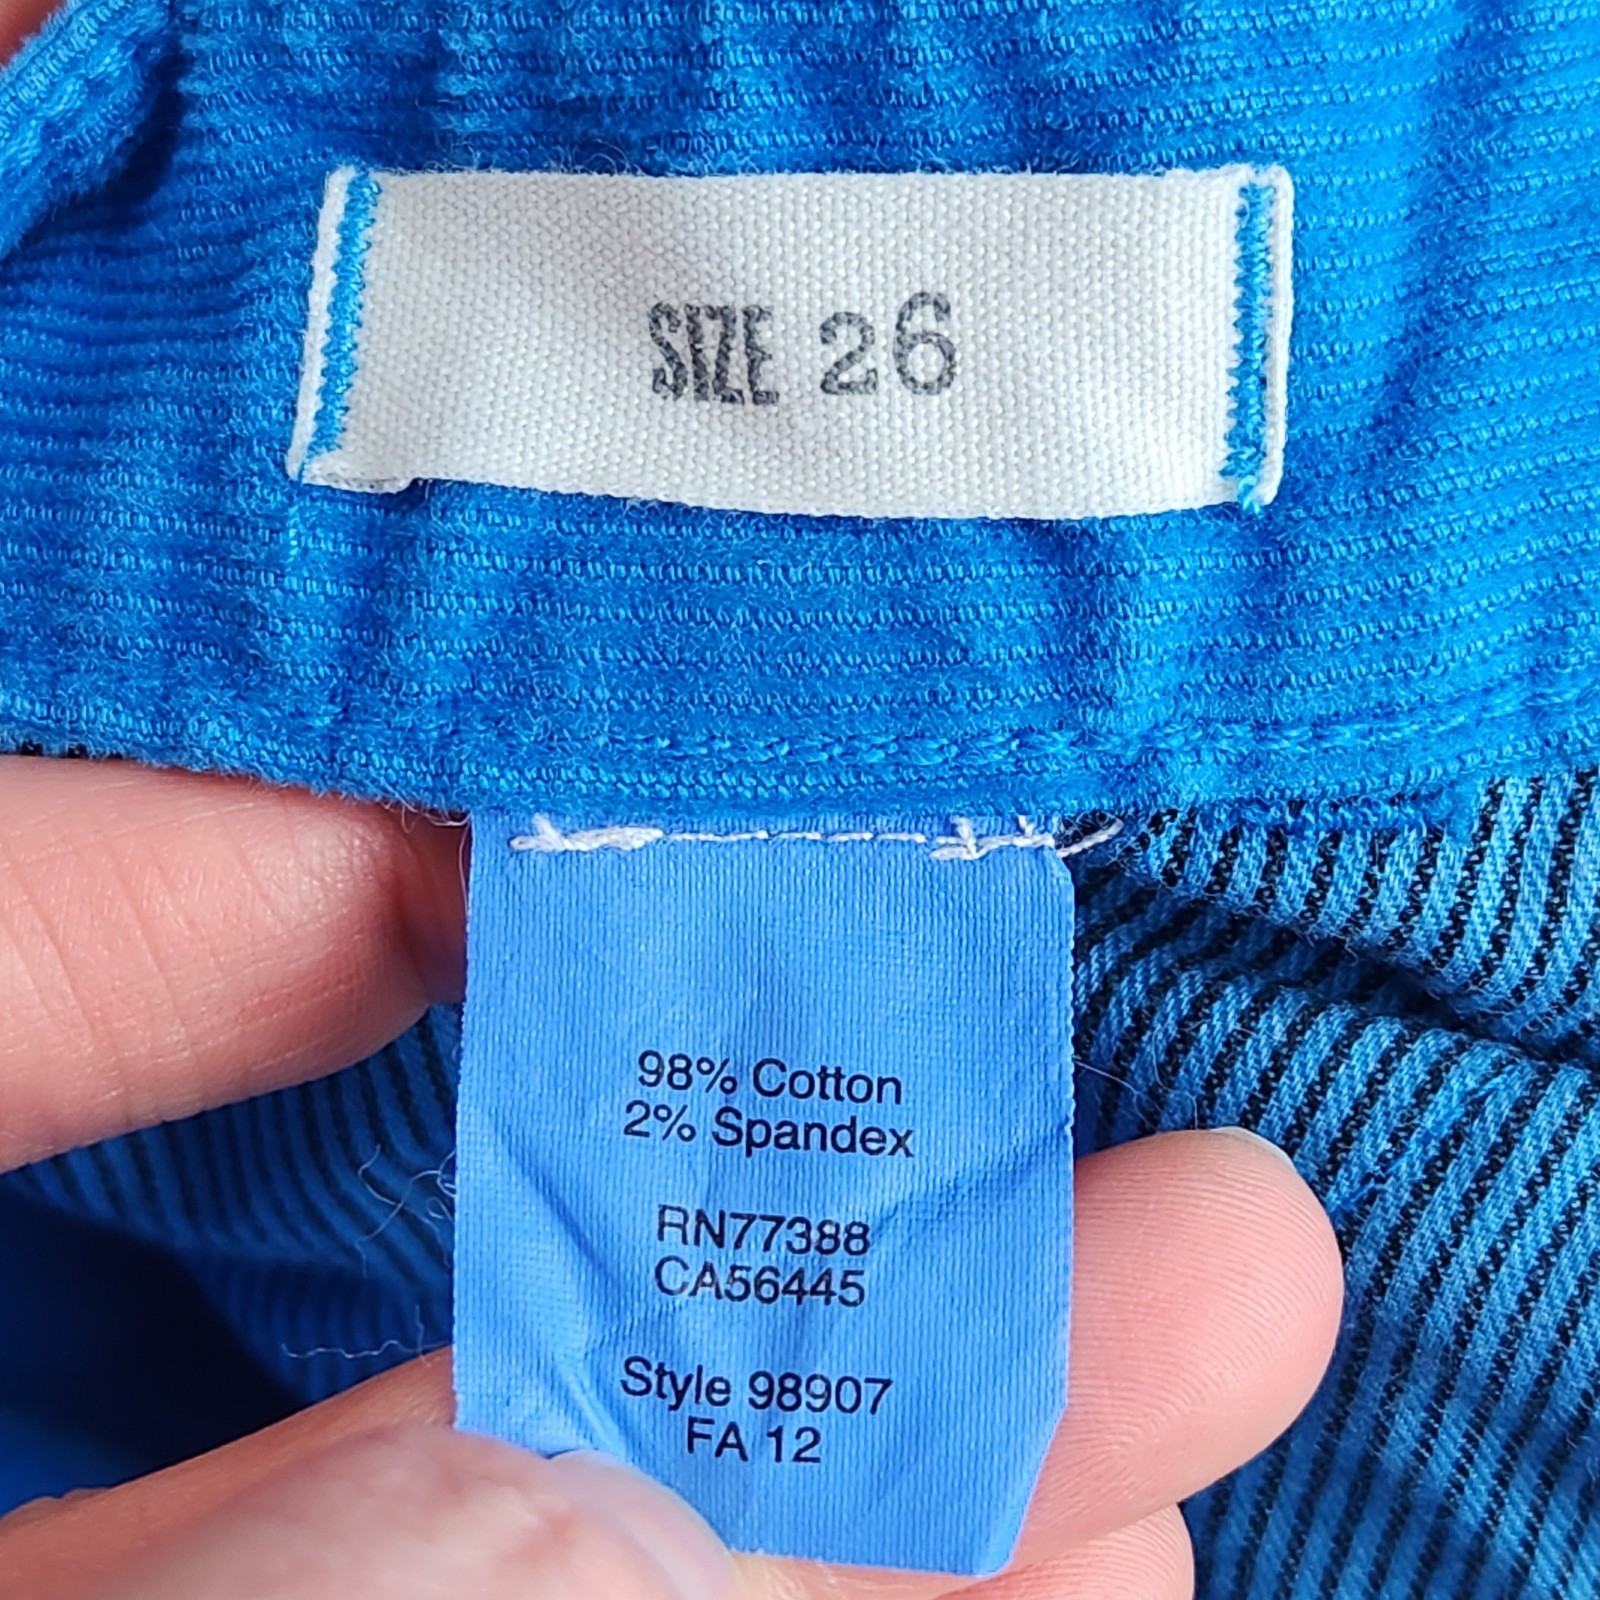 SIZE 26
98% Cotton
2% Spandex
RN77388
CA56445
Style 98907
FA 12